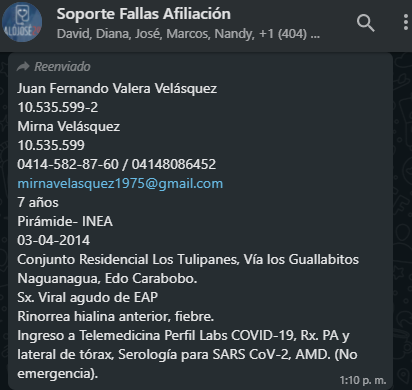 Soporte Fallas Afiliación
David, Diana, José, Marcos, Nandy, +1 (404) ...
Reenviado
Juan Fernando Valera Velásquez
10.535.599-2
Mirna Velásquez
10.535.599
0414-582-87-60 / 04148086452
mirnavelasquez1975@gmail.com
7 años
Pirámide- INEA
03-04-2014
Conjunto Residencial Los Tulipanes, Vía los Guallabitos
Naguanagua, Edo Carabobo.
Sx. Viral agudo de EAP
Rinorrea hialina anterior, fiebre.
Ingreso a Telemedicina Perfil Labs COVID-19, Rx. PA y
lateral de tórax, Serología para SARS CoV-2, AMD. (No
emergencia).
1:10 p. m.